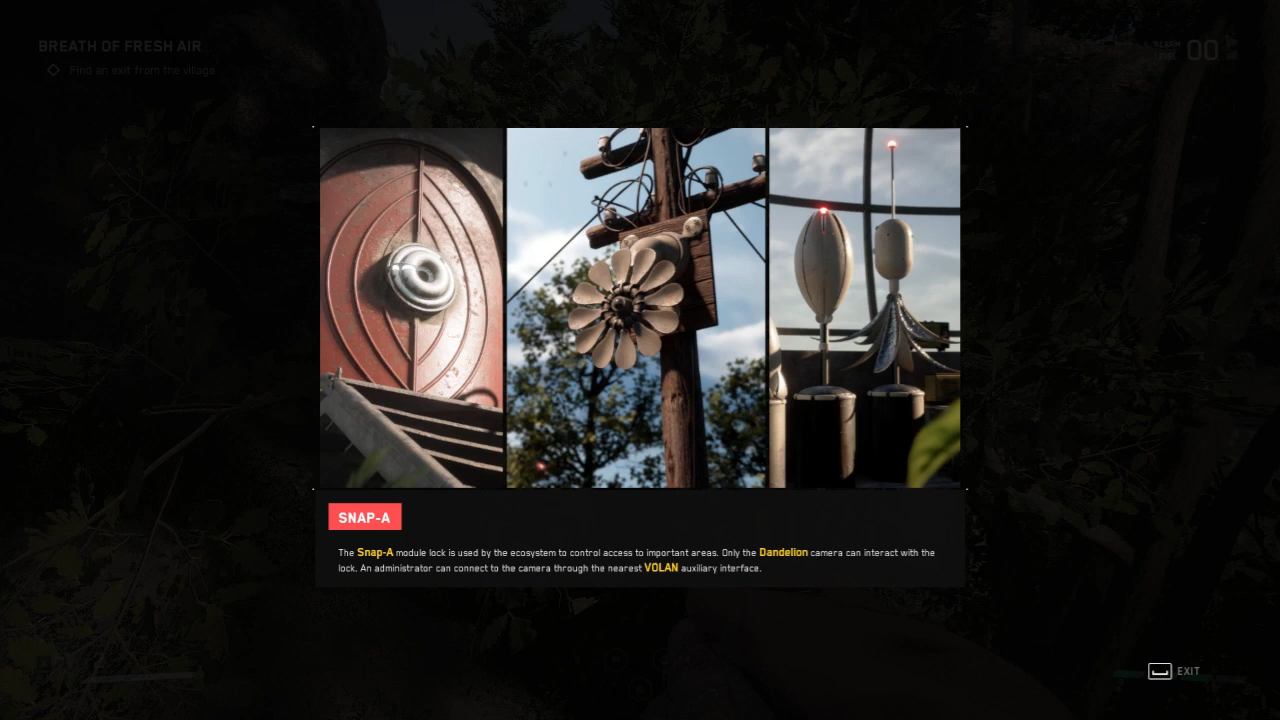 BREATH OF FRESH AIR
Find an exit from the village
00
SNAP-A
The Snap-A module lock is used by the ecosystem to control access to important areas. Only the Dandelion camera can interact with the
lock. An administrator can connect to the camera through the nearest VOLAN auxiliary interface.
EXIT